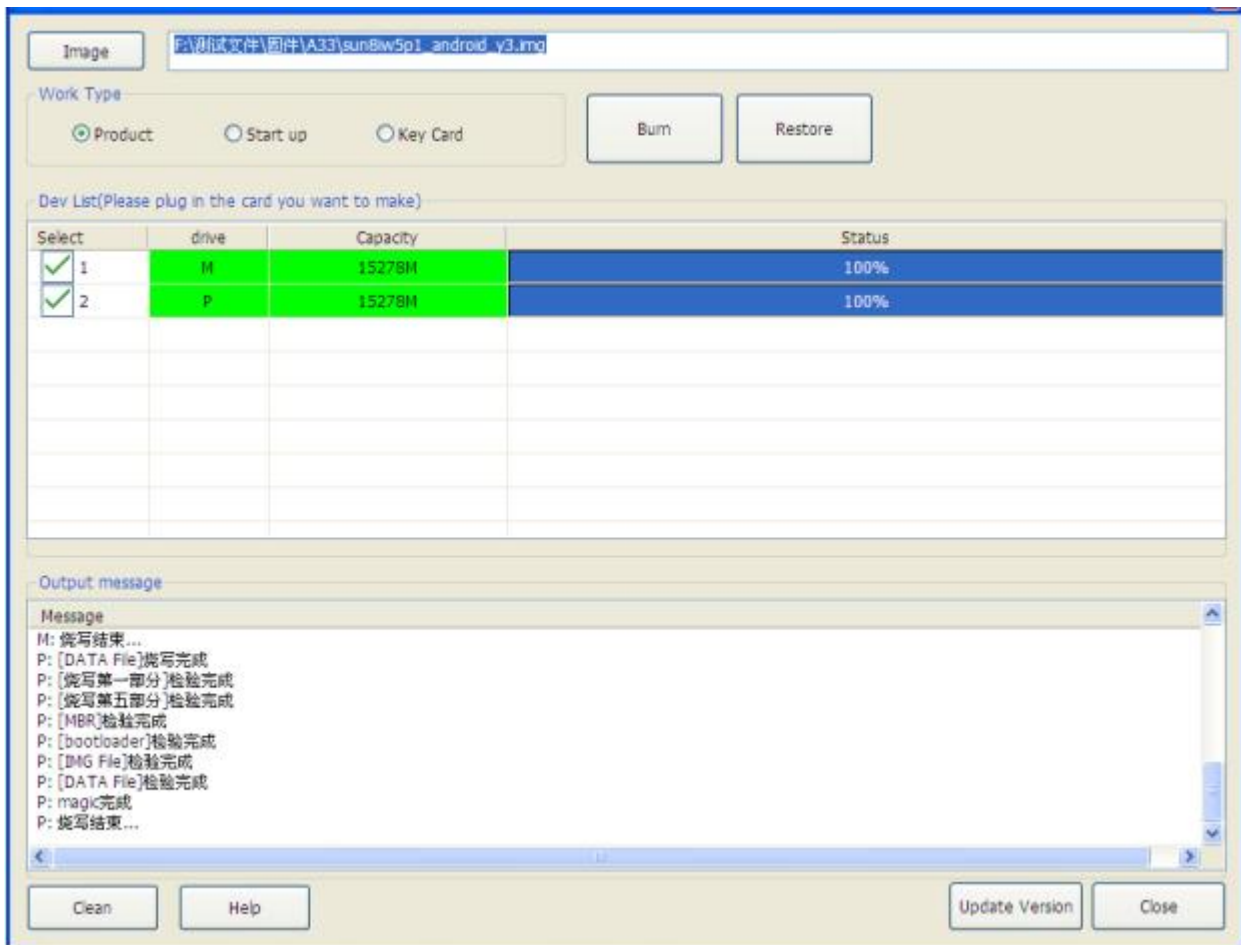 Image F:\测试文件\固件\A33\sun8iw5p1_android_y3.img
Work Type
Product Start up Key Card Burn Restore
Dev List(Please plug in the card you want to make)
Select drive Capacity Status
1 M 15278M 100%
2 P 15278M 100%
Output message
Message
M: 烧写结束...
P: [DATA File]烧写完成
P: [烧写第一部分]检验完成
P: [烧写第五部分]检验完成
P: [MBR]检验完成
P: [bootloader]检验完成
P: [IMG File]检验完成
P: [DATA File]检验完成
P: magic完成
P: 烧写结束...
Clean Help Update Version Close